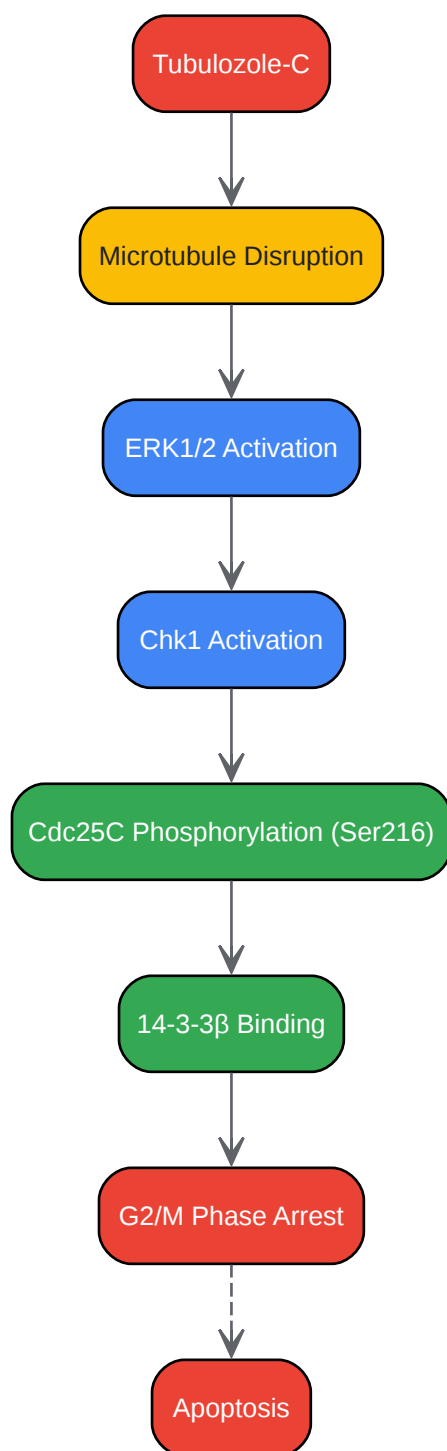 Tubulozole-C
Microtubule Disruption
ERK1/2 Activation
Chk1 Activation
Cdc25C Phosphorylation (Ser216)
14-3-3β Binding
G2/M Phase Arrest
Apoptosis